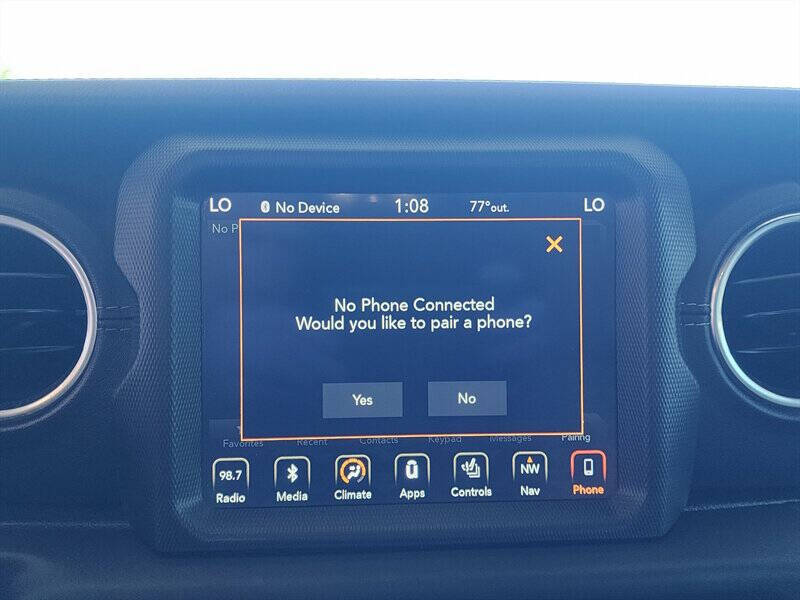 LO No Device 1:08 77°out. LO
No P
No Phone Connected
Would you like to pair a phone?
Yes No
Favorites Recent Contacts Keypad Messages Pairing
98.7 NW
Radio Media Climate Apps Controls Nav Phone